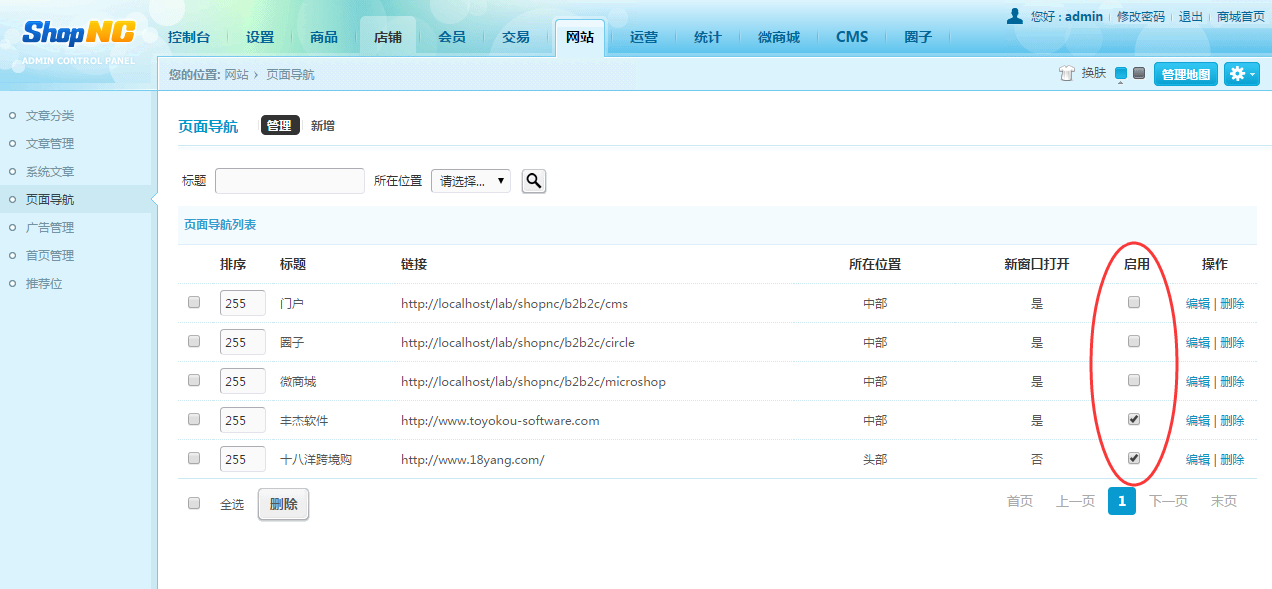 您好 : admin 修改密码 退出 商城首页
ShopNC
ADMIN CONTROL PANEL
控制台 设置 商品 店铺 会员 交易 网站 运营 统计 微商城 CMS 圈子
您的位置: 网站 › 页面导航 换肤 管理地图
文章分类
文章管理
系统文章
页面导航
广告管理
首页管理
推荐位
页面导航 管理 新增
标题 所在位置 请选择...
页面导航列表
排序 标题 链接 所在位置 新窗口打开 启用 操作
255 门户 http://localhost/lab/shopnc/b2b2c/cms 中部 是 编辑 | 删除
255 圈子 http://localhost/lab/shopnc/b2b2c/circle 中部 是 编辑 | 删除
255 微商城 http://localhost/lab/shopnc/b2b2c/microshop 中部 是 编辑 | 删除
255 丰杰软件 http://www.toyokou-software.com 中部 是 编辑 | 删除
255 十八洋跨境购 http://www.18yang.com/ 头部 否 编辑 | 删除
全选 删除 首页 上一页 1 下一页 末页